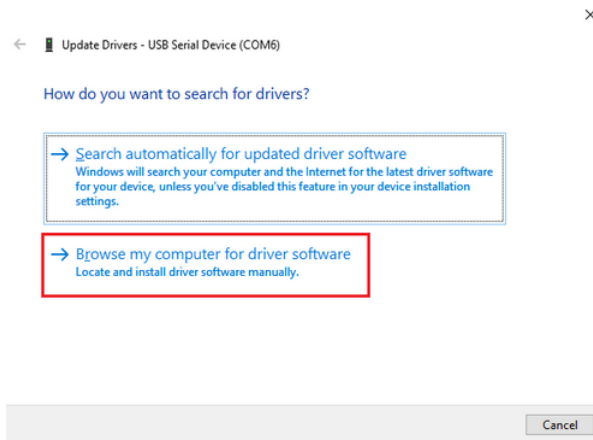 Update Drivers - USB Serial Device (COM6)
How do you want to search for drivers?
Search automatically for updated driver software
Windows will search your computer and the Internet for the latest driver software
for your device, unless you've disabled this feature in your device installation
settings.
Browse my computer for driver software
Locate and install driver software manually.
Cancel